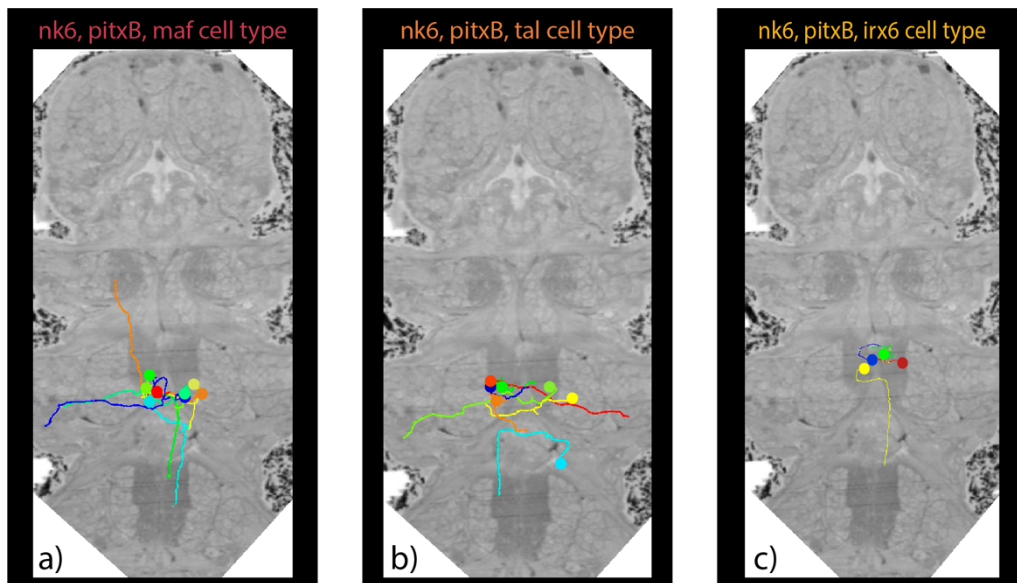 nk6, pitxB, maf cell type
nk6, pitxB, tal cell type
nk6, pitxB, irx6 cell type
a)
b)
c)